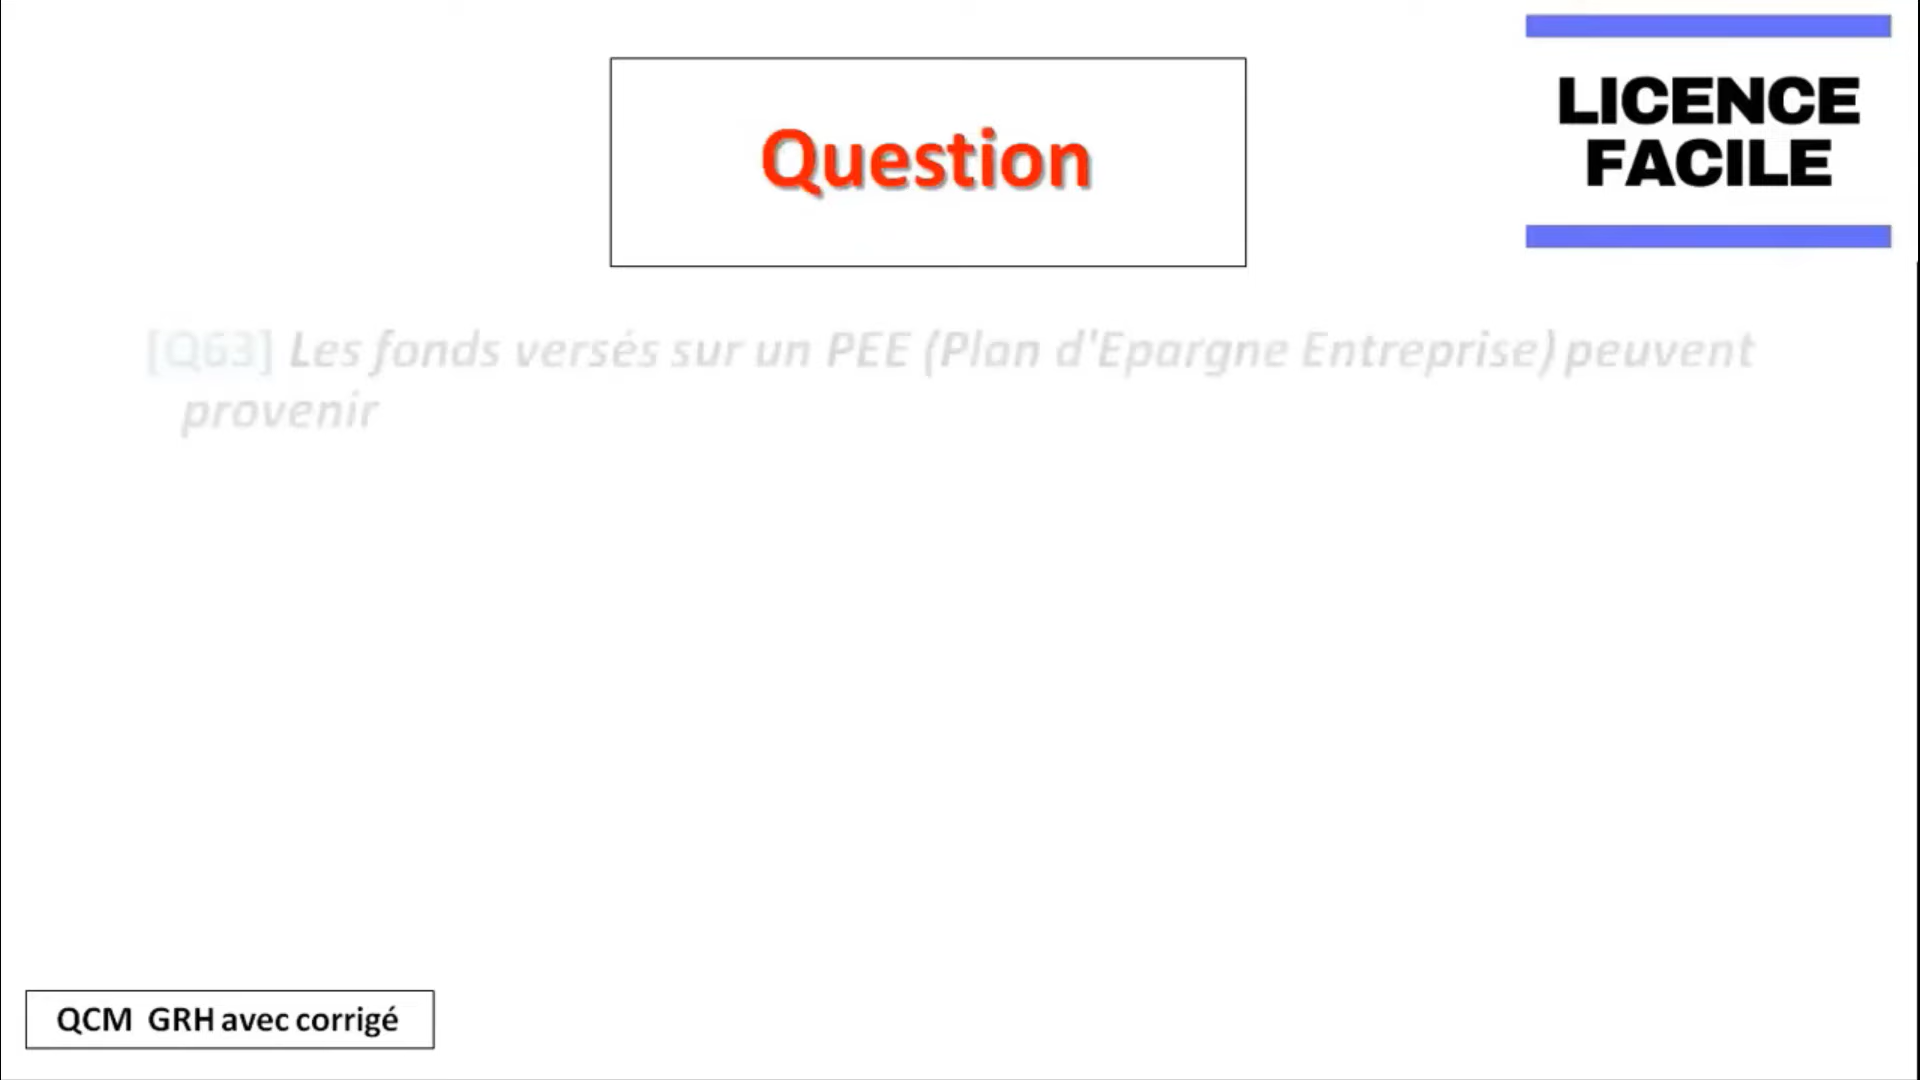 Question
LICENCE
FACILE
[Q63] Les fonds versés sur un PEE (Plan d'Epargne Entreprise) peuvent
provenir
QCM GRH avec corrigé